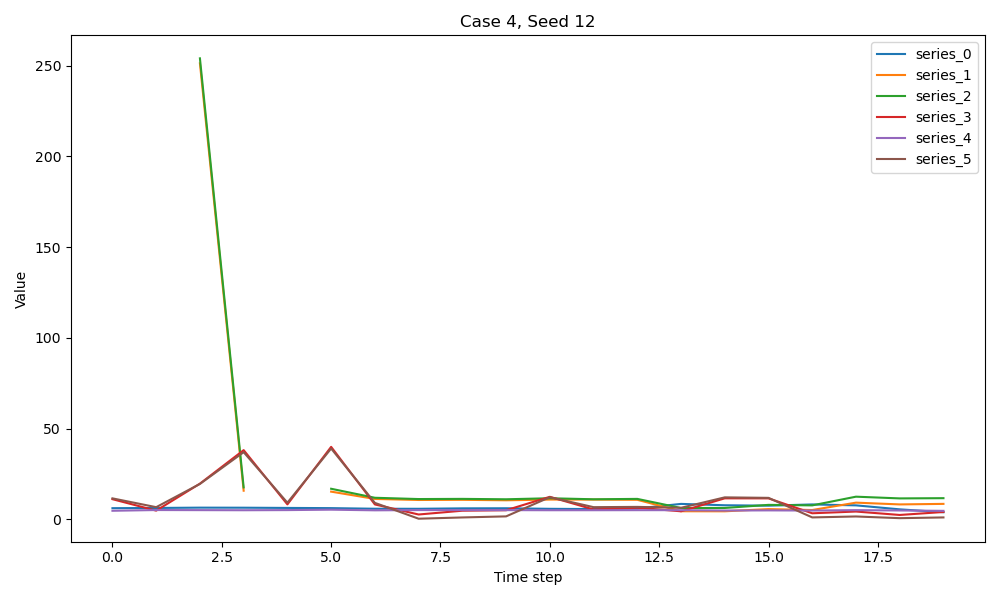 Case 4, Seed 12
Value
250
200
150
100
50
0
0.0 2.5 5.0 7.5 10.0 12.5 15.0 17.5
Time step
series_0
series_1
series_2
series_3
series_4
series_5